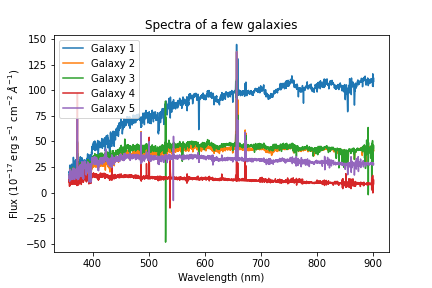 Spectra of a few galaxies
Flux (10⁻¹⁷ erg s⁻¹ cm⁻² Å⁻¹)
150
125
100
75
50
25
0
−25
−50
Galaxy 1
Galaxy 2
Galaxy 3
Galaxy 4
Galaxy 5
400 500 600 700 800 900
Wavelength (nm)